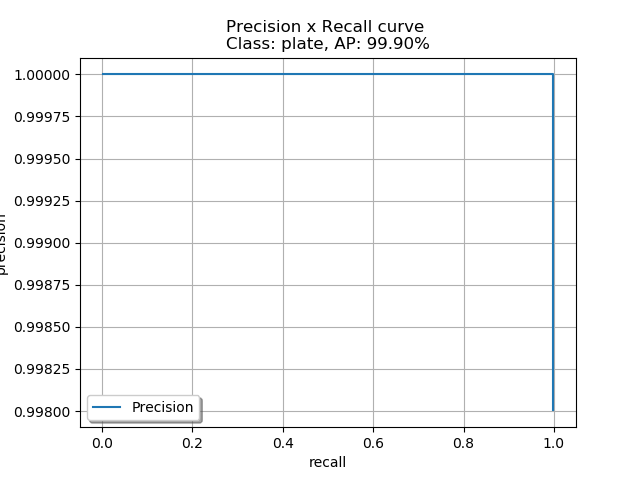 Precision x Recall curve
Class: plate, AP: 99.90%
1.00000
0.99975
0.99950
0.99925
0.99900
0.99875
0.99850
0.99825
0.99800
precision
Precision
0.0 0.2 0.4 0.6 0.8 1.0
recall